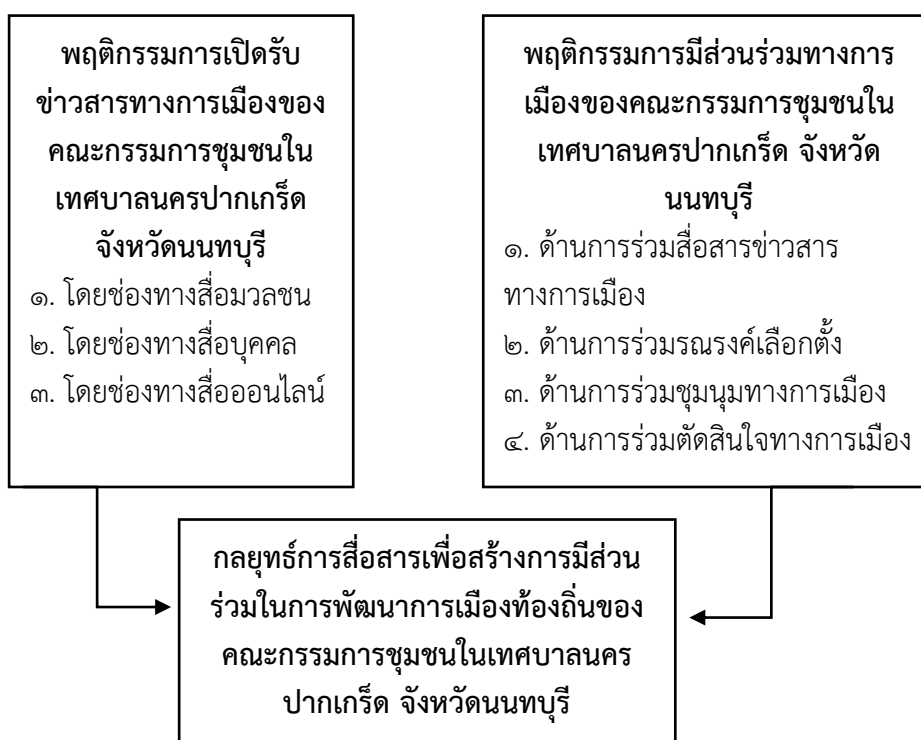 พฤติกรรมการเปิดรับ
ข่าวสารทางการเมืองของ
คณะกรรมการชุมชนใน
เทศบาลนครปากเกร็ด
จังหวัดนนทบุรี
๑. โดยช่องทางสื่อมวลชน
๒. โดยช่องทางสื่อบุคคล
๓. โดยช่องทางสื่อออนไลน์
พฤติกรรมการมีส่วนร่วมทางการ
เมืองของคณะกรรมการชุมชนใน
เทศบาลนครปากเกร็ด จังหวัด
นนทบุรี
๑. ด้านการร่วมสื่อสารข่าวสาร
ทางการเมือง
๒. ด้านการร่วมรณรงค์เลือกตั้ง
๓. ด้านการร่วมชุมนุมทางการเมือง
๔. ด้านการร่วมตัดสินใจทางการเมือง
กลยุทธ์การสื่อสารเพื่อสร้างการมีส่วน
ร่วมในการพัฒนาการเมืองท้องถิ่นของ
คณะกรรมการชุมชนในเทศบาลนคร
ปากเกร็ด จังหวัดนนทบุรี